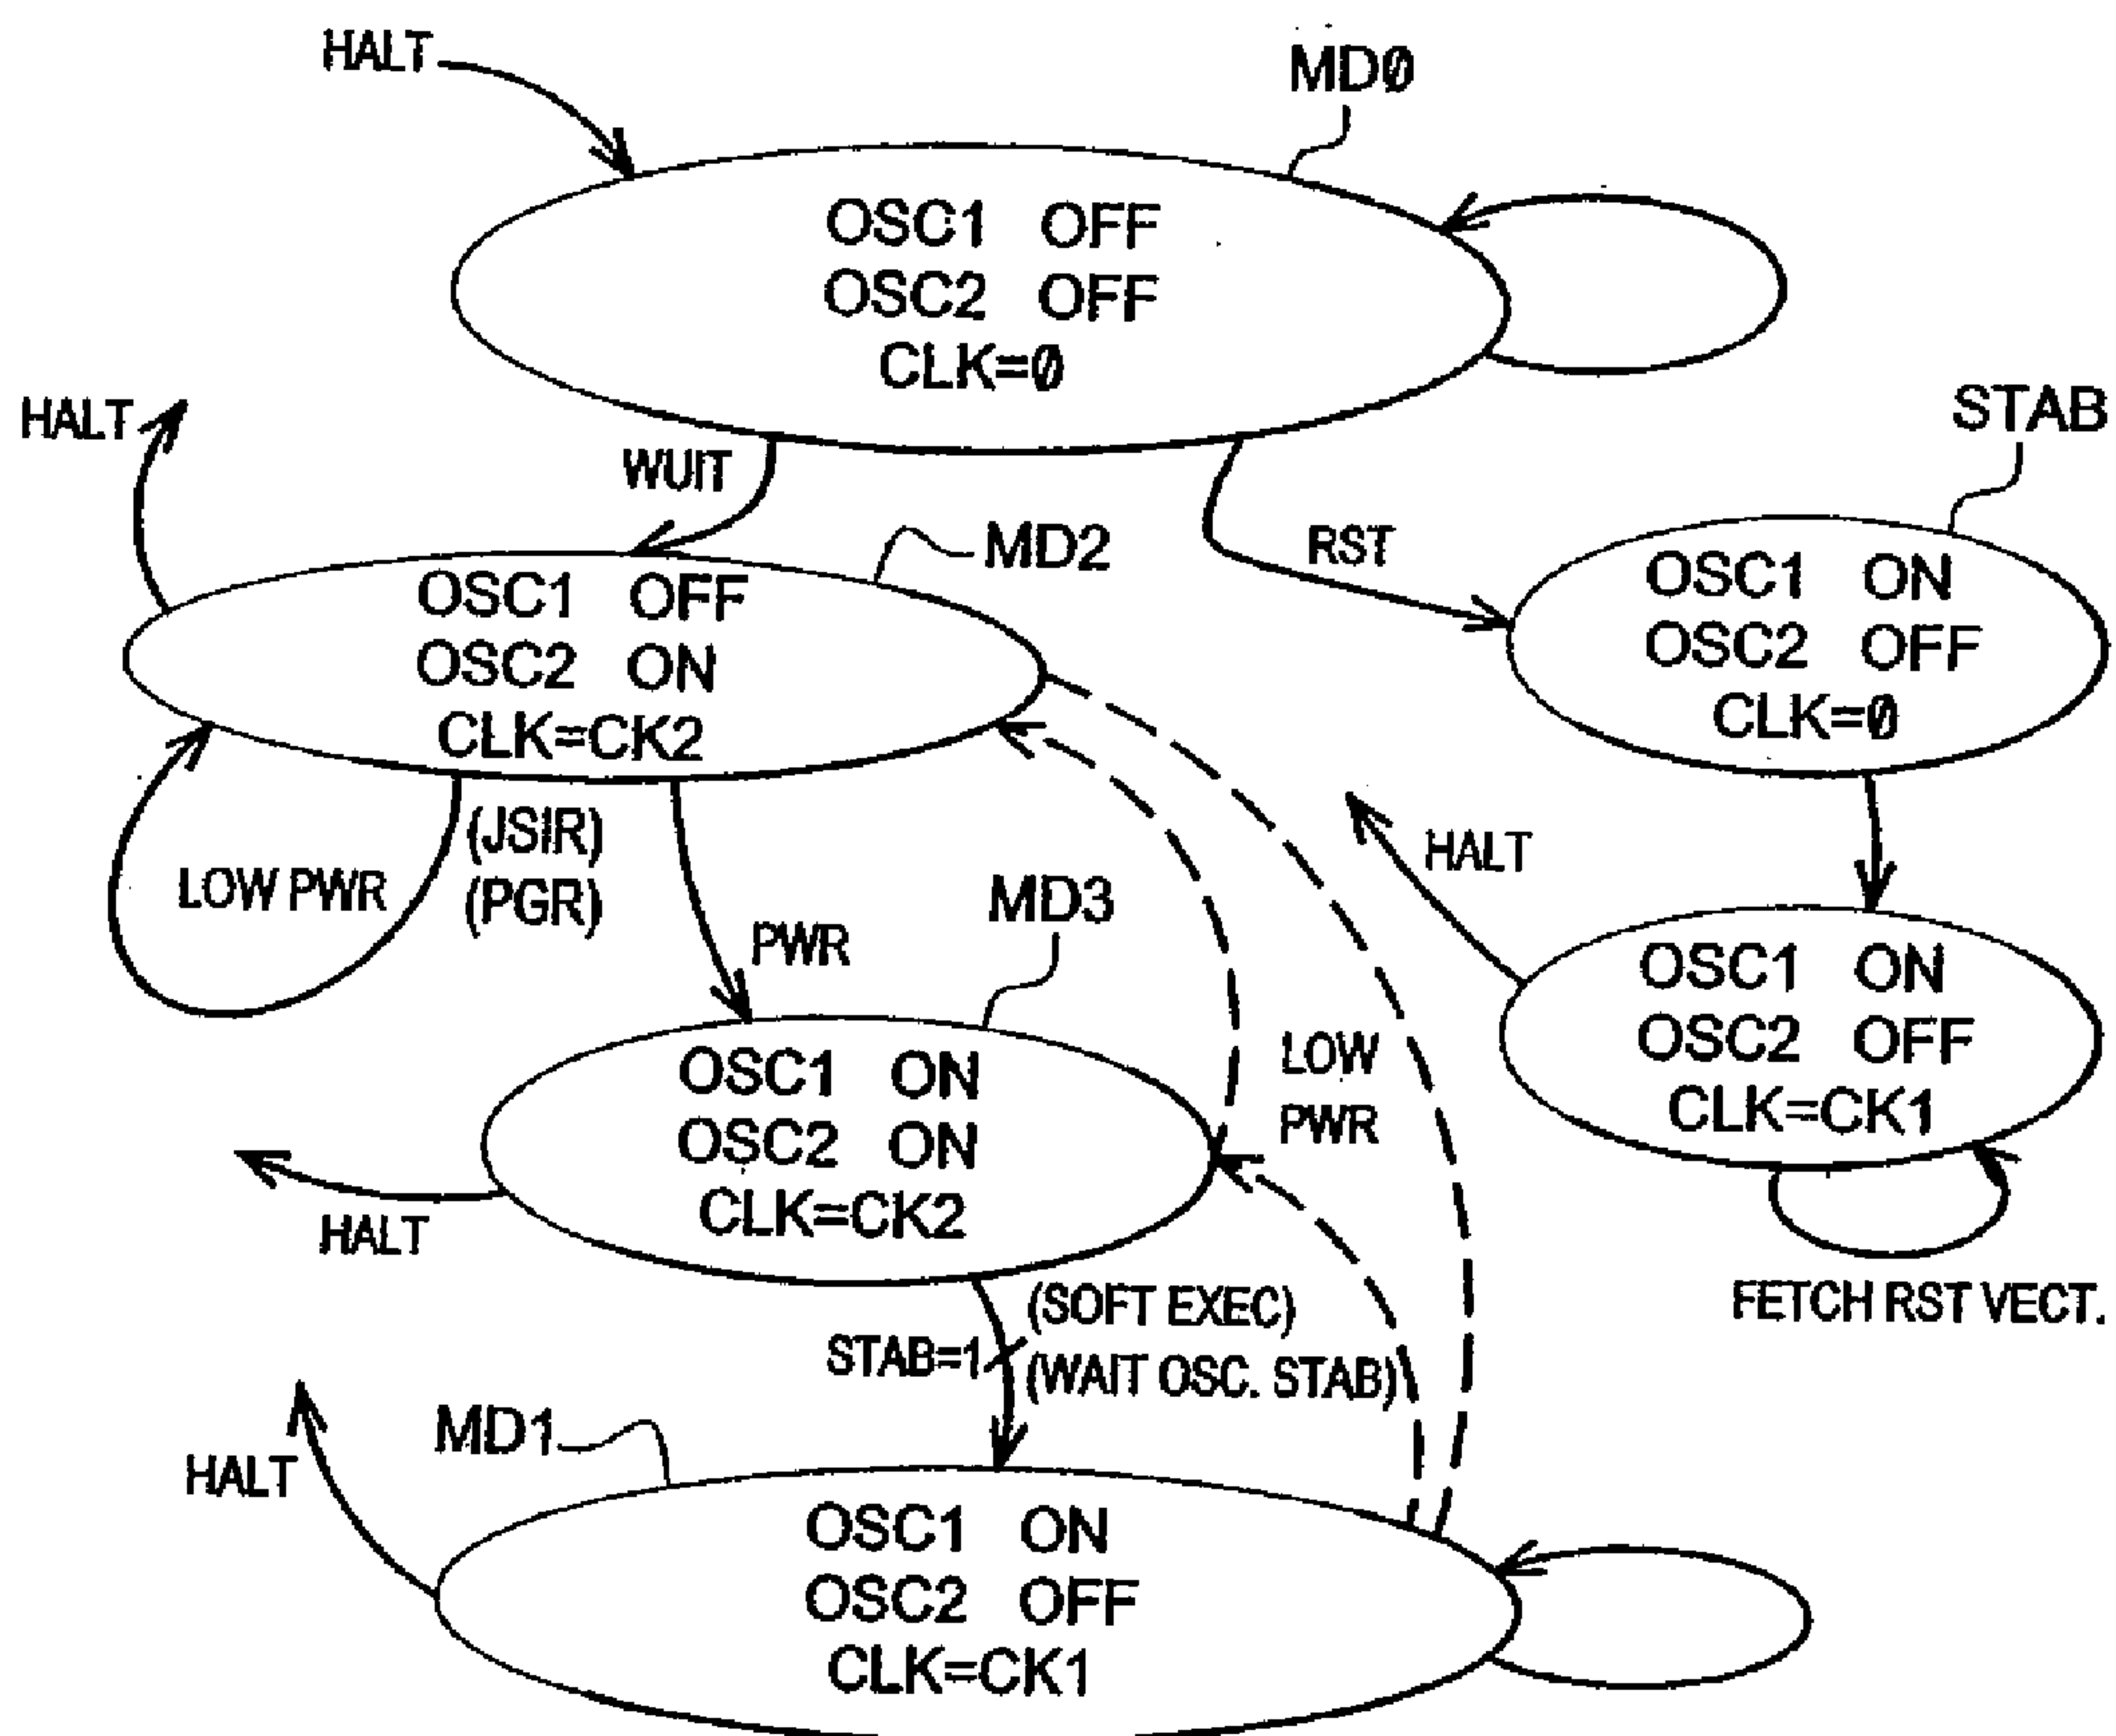 HALT
MD0
OSC1 OFF
OSC2 OFF
CLK=0
HALT
WUIT
RST
STAB
MD2
OSC1 OFF
OSC2 ON
CLK=CK2
OSC1 ON
OSC2 OFF
CLK=0
LOW PWR
(JSIR)
(PGR)
PWR
HALT
MD3
OSC1 ON
OSC2 ON
CLK=CK2
LOW
PWR
OSC1 ON
OSC2 OFF
CLK=CK1
HALT
FETCH RST VECT.
STAB=1
(SOFT EXEC)
(WAIT OSC. STAB)
HALT
MD1
OSC1 ON
OSC2 OFF
CLK=CK1